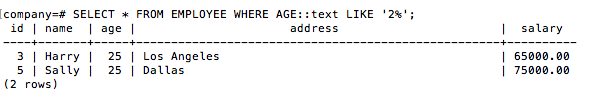 [company=# SELECT * FROM EMPLOYEE WHERE AGE::text LIKE '2%';
 id | name  | age |                      address                       |  salary
----+-------+-----+----------------------------------------------------+----------
  3 | Harry |  25 | Los Angeles                                        | 65000.00
  5 | Sally |  25 | Dallas                                             | 75000.00
(2 rows)